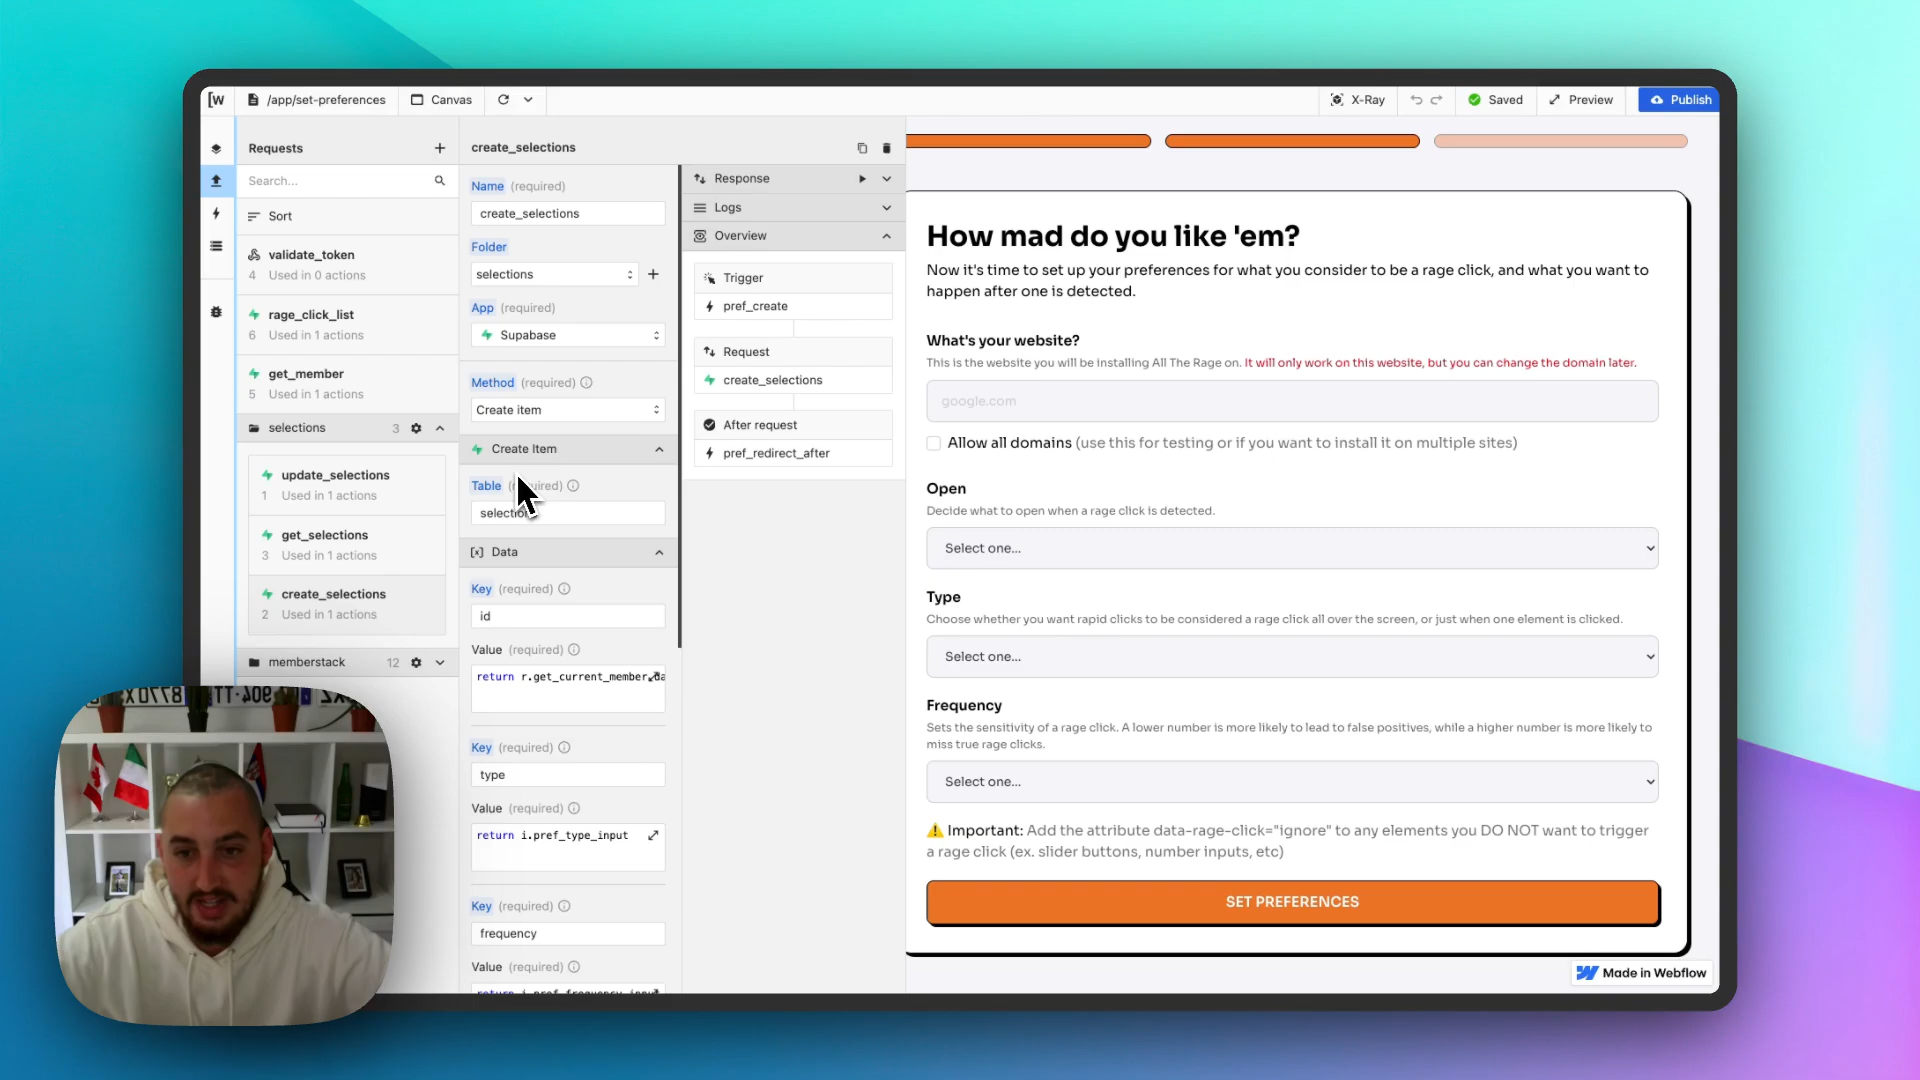 [W
/app/set-preferences
Canvas
X-Ray
Saved
Preview
Publish
Requests
Search...
Sort
validate_token
4 Used in 0 actions
rage_click_list
6 Used in 1 actions
get_member
5 Used in 1 actions
selections 3
update_selections
1 Used in 1 actions
get_selections
3 Used in 1 actions
create_selections
2 Used in 1 actions
memberstack 12
create_selections
Name (required)
create_selections
Folder
selections
App (required)
Supabase
Method (required)
Create item
Create Item
Table
[x] Data
Key (required)
id
Value (required)
return r.get_current_member.da
Key (required)
type
Value (required)
return i.pref_type_input
Key (required)
frequency
Value (required)
Response
Logs
Overview
Trigger
pref_create
Request
create_selections
After request
pref_redirect_after
How mad do you like 'em?
Now it's time to set up your preferences for what you consider to be a rage click, and what you want to
happen after one is detected.
What's your website?
This is the website you will be installing All The Rage on. It will only work on this website, but you can change the domain later.
google.com
Allow all domains (use this for testing or if you want to install it on multiple sites)
Open
Decide what to open when a rage click is detected.
Select one...
Type
Choose whether you want rapid clicks to be considered a rage click all over the screen, or just when one element is clicked.
Select one...
Frequency
Sets the sensitivity of a rage click. A lower number is more likely to lead to false positives, while a higher number is more likely to
miss true rage clicks.
Select one...
⚠️ Important: Add the attribute data-rage-click="ignore" to any elements you DO NOT want to trigger
a rage click (ex. slider buttons, number inputs, etc)
SET PREFERENCES
Made in Webflow